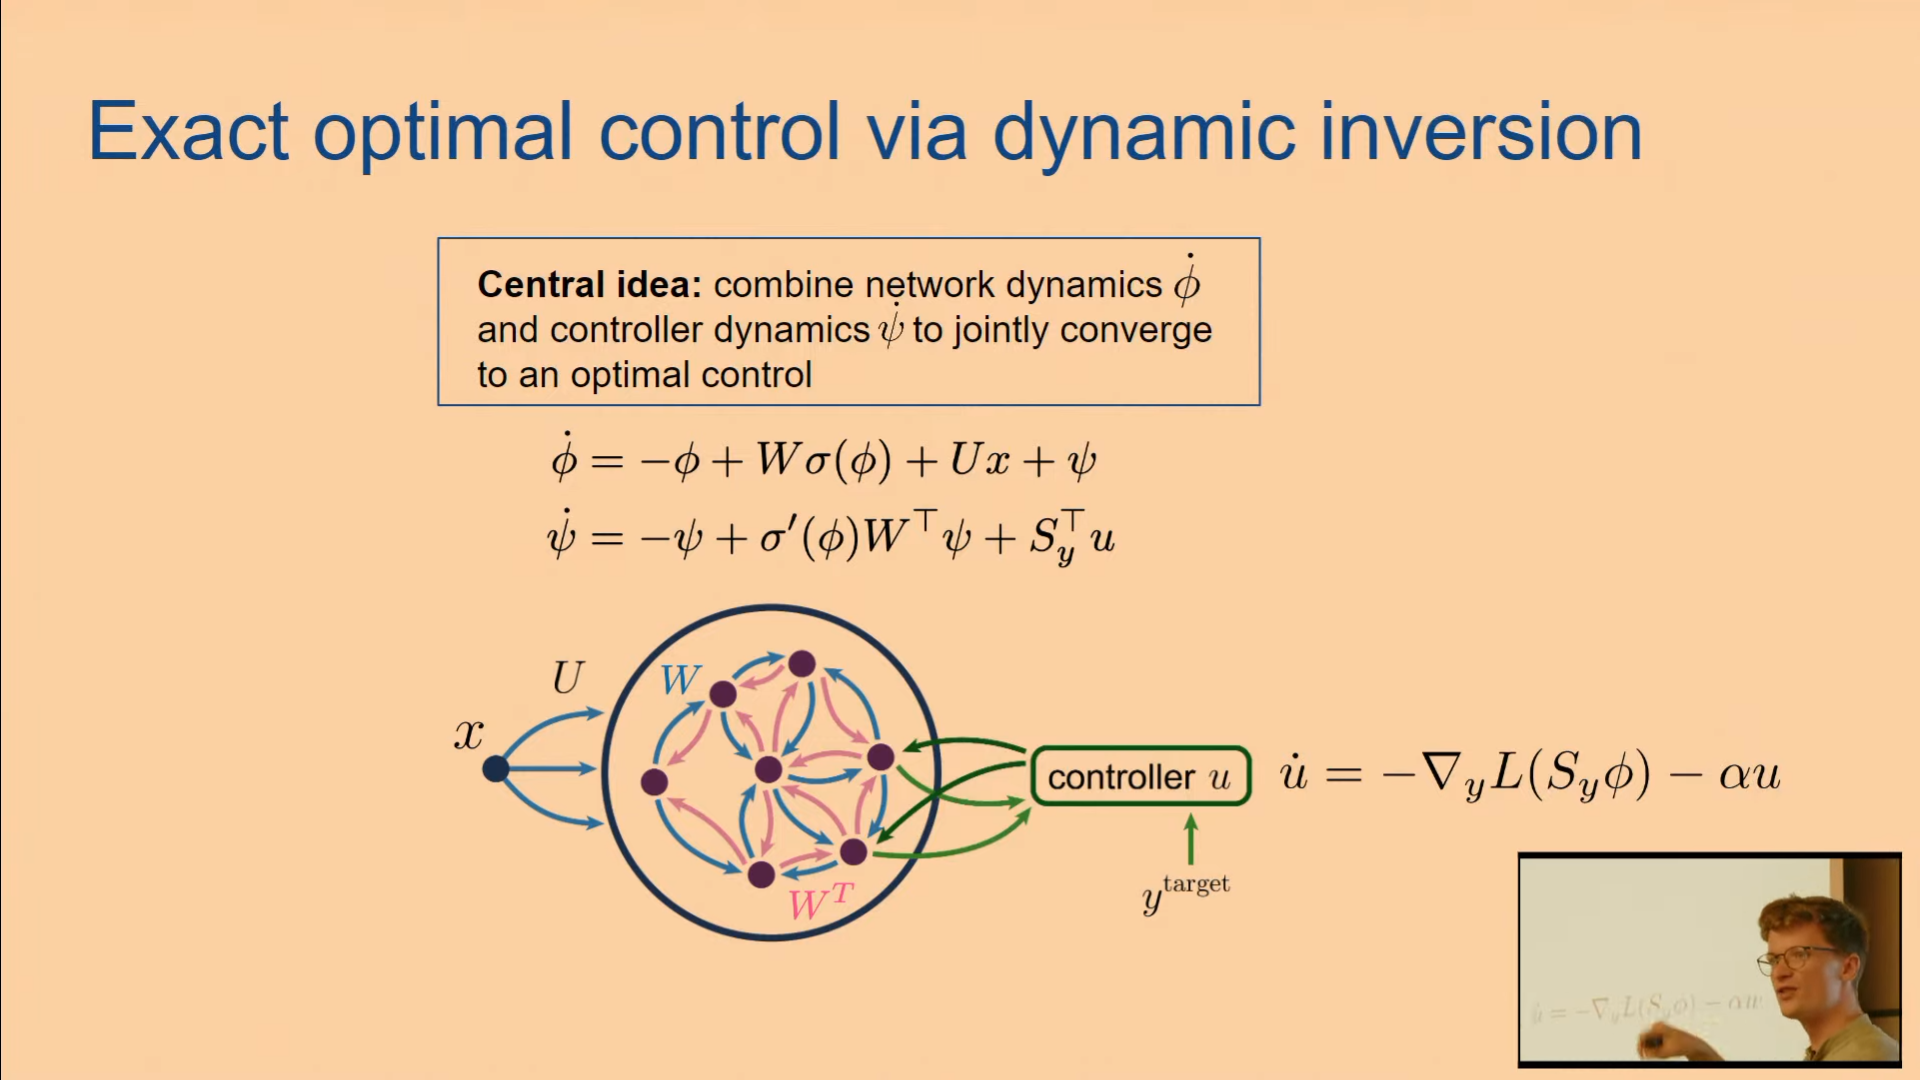 Exact optimal control via dynamic inversion
Central idea: combine network dynamics \dot{\phi}
and controller dynamics \dot{\psi} to jointly converge
to an optimal control
\dot{\phi} = -\phi + W\sigma(\phi) + Ux + \psi
\dot{\psi} = -\psi + \sigma'(\phi)W^\top\psi + S_y^\top u
U
W
x
controller u
\dot{u} = -\nabla_y L(S_y\phi) - \alpha u
W^T
y^{target}
u = -\nabla_y L(S_y\phi) - \alpha u